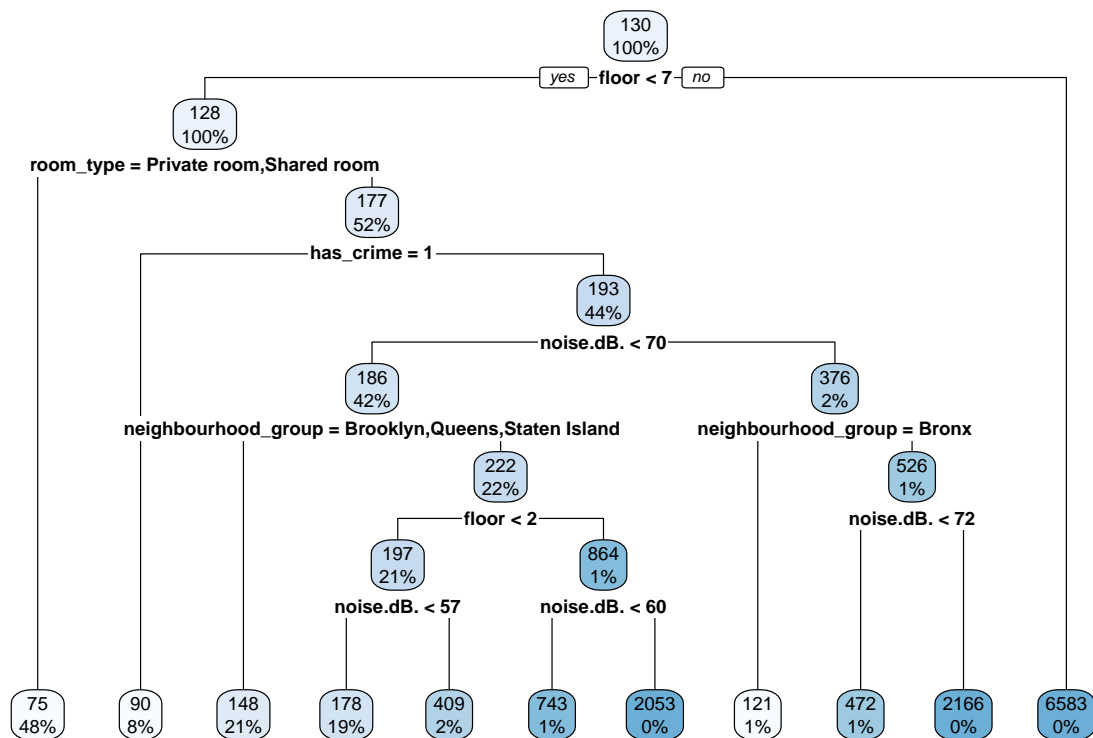 130
100%
yes floor < 7 no
128
100%
room_type = Private room,Shared room
177
52%
has_crime = 1
193
44%
noise.dB. < 70
186 376
42% 2%
neighbourhood_group = Brooklyn,Queens,Staten Island neighbourhood_group = Bronx
222 526
22% 1%
floor < 2 noise.dB. < 72
197 864
21% 1%
noise.dB. < 57 noise.dB. < 60
75 90 148 178 409 743 2053 121 472 2166 6583
48% 8% 21% 19% 2% 1% 0% 1% 1% 0% 0%